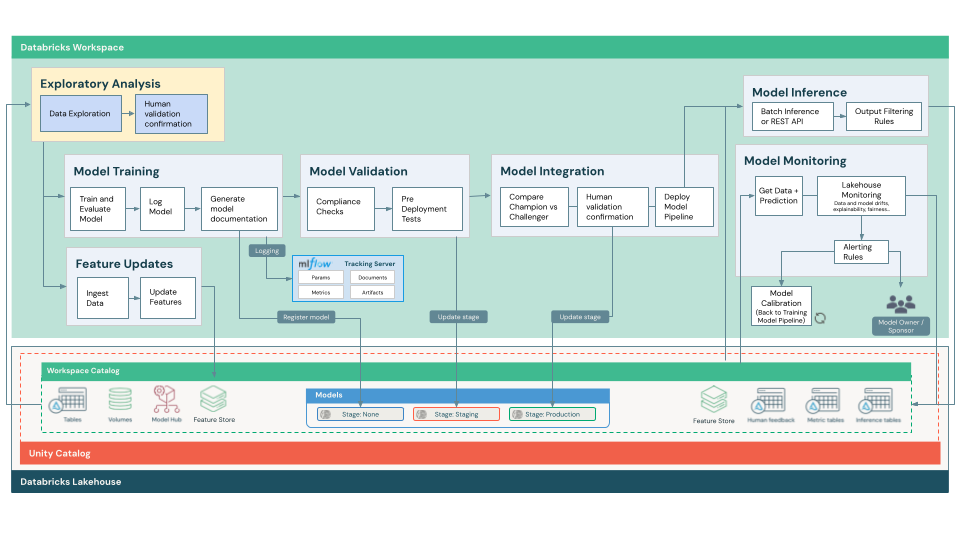 Databricks Workspace
Exploratory Analysis
Data Exploration
Human
validation
confirmation
Model Inference
Batch Inference
or REST API
Output Filtering
Rules
Model Training
Train and
Evaluate
Model
Log
Model
Generate
model
documentation
Model Validation
Compliance
Checks
Pre
Deployment
Tests
Model Integration
Compare
Champion vs
Challenger
Human
validation
confirmation
Deploy
Model
Pipeline
Model Monitoring
Get Data +
Prediction
Lakehouse
Monitoring
Data and model drifts,
explainability, fairness..
Alerting
Rules
Feature Updates
Ingest
Data
Update
Features
Logging
mlflow
Tracking Server
Params
Documents
Metrics
Artifacts
Model
Calibration
(Back to Training
Model Pipeline)
Model Owner /
Sponsor
Register model
Update stage
Update stage
Workspace Catalog
Tables
Volumes
Model Hub
Feature Store
Models
Stage: None
Stage: Staging
Stage: Production
Feature Store
Human feedback
Metric tables
Inference tables
Unity Catalog
Databricks Lakehouse